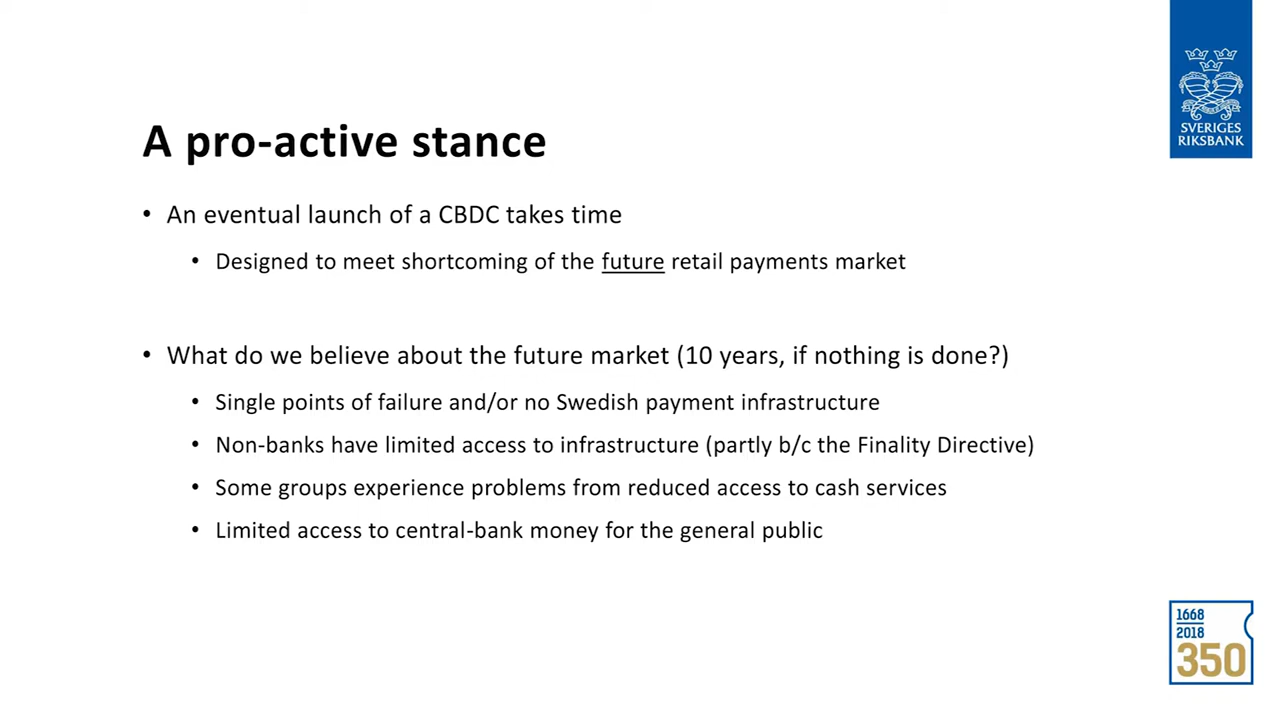 A pro-active stance
• An eventual launch of a CBDC takes time
• Designed to meet shortcoming of the future retail payments market
• What do we believe about the future market (10 years, if nothing is done?)
• Single points of failure and/or no Swedish payment infrastructure
• Non-banks have limited access to infrastructure (partly b/c the Finality Directive)
• Some groups experience problems from reduced access to cash services
• Limited access to central-bank money for the general public
SVERIGES
RIKSBANK
1668
2018
350